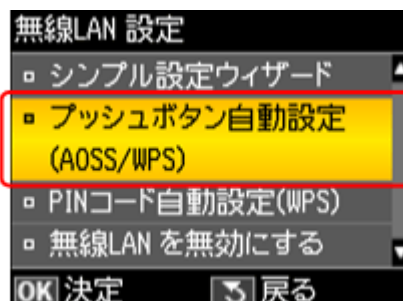 無線LAN 設定
シンプル設定ウィザード
プッシュボタン自動設定
(AOSS/WPS)
PINコード自動設定(WPS)
無線LAN を無効にする
OK 決定 戻る